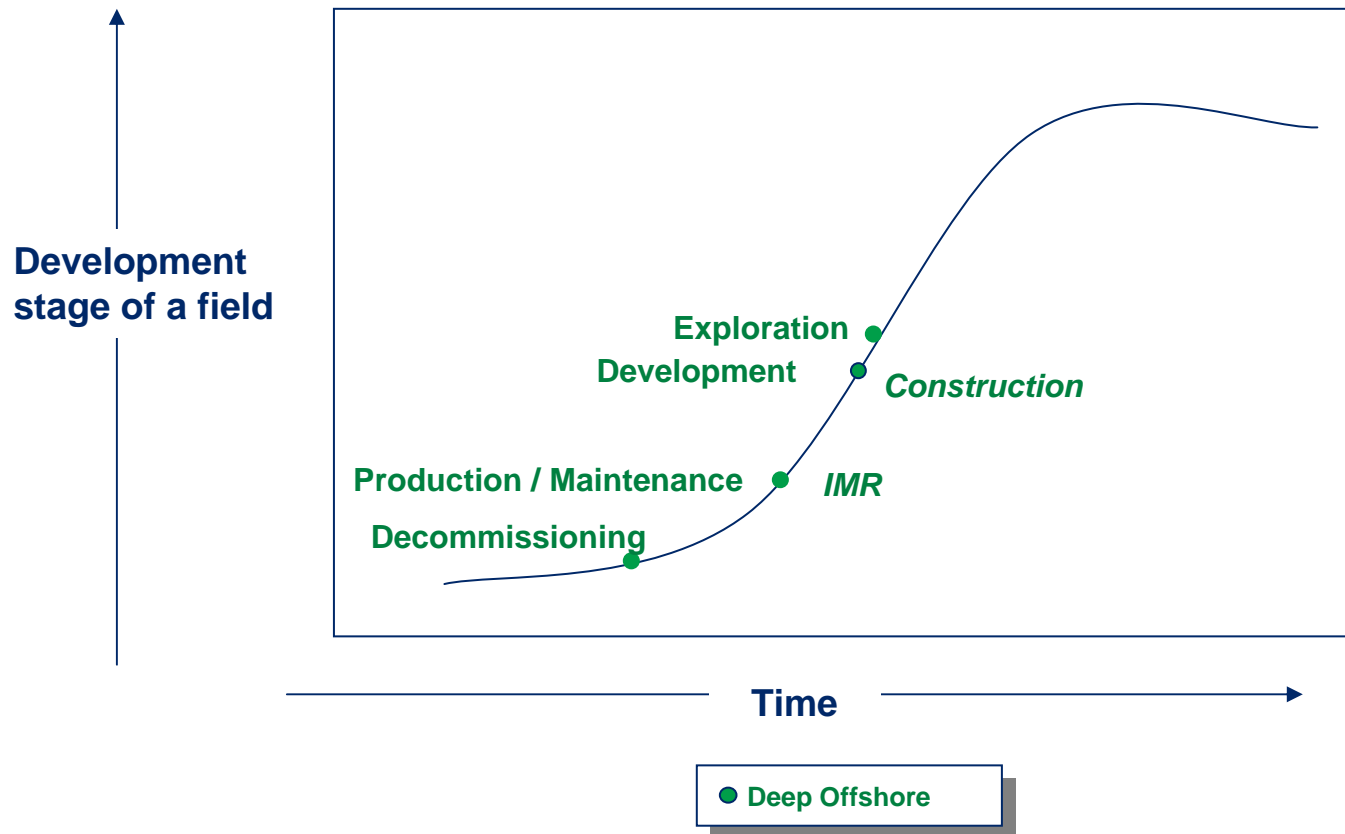 Development
stage of a field
Exploration
Development
Construction
Production / Maintenance
IMR
Decommissioning
Time
Deep Offshore